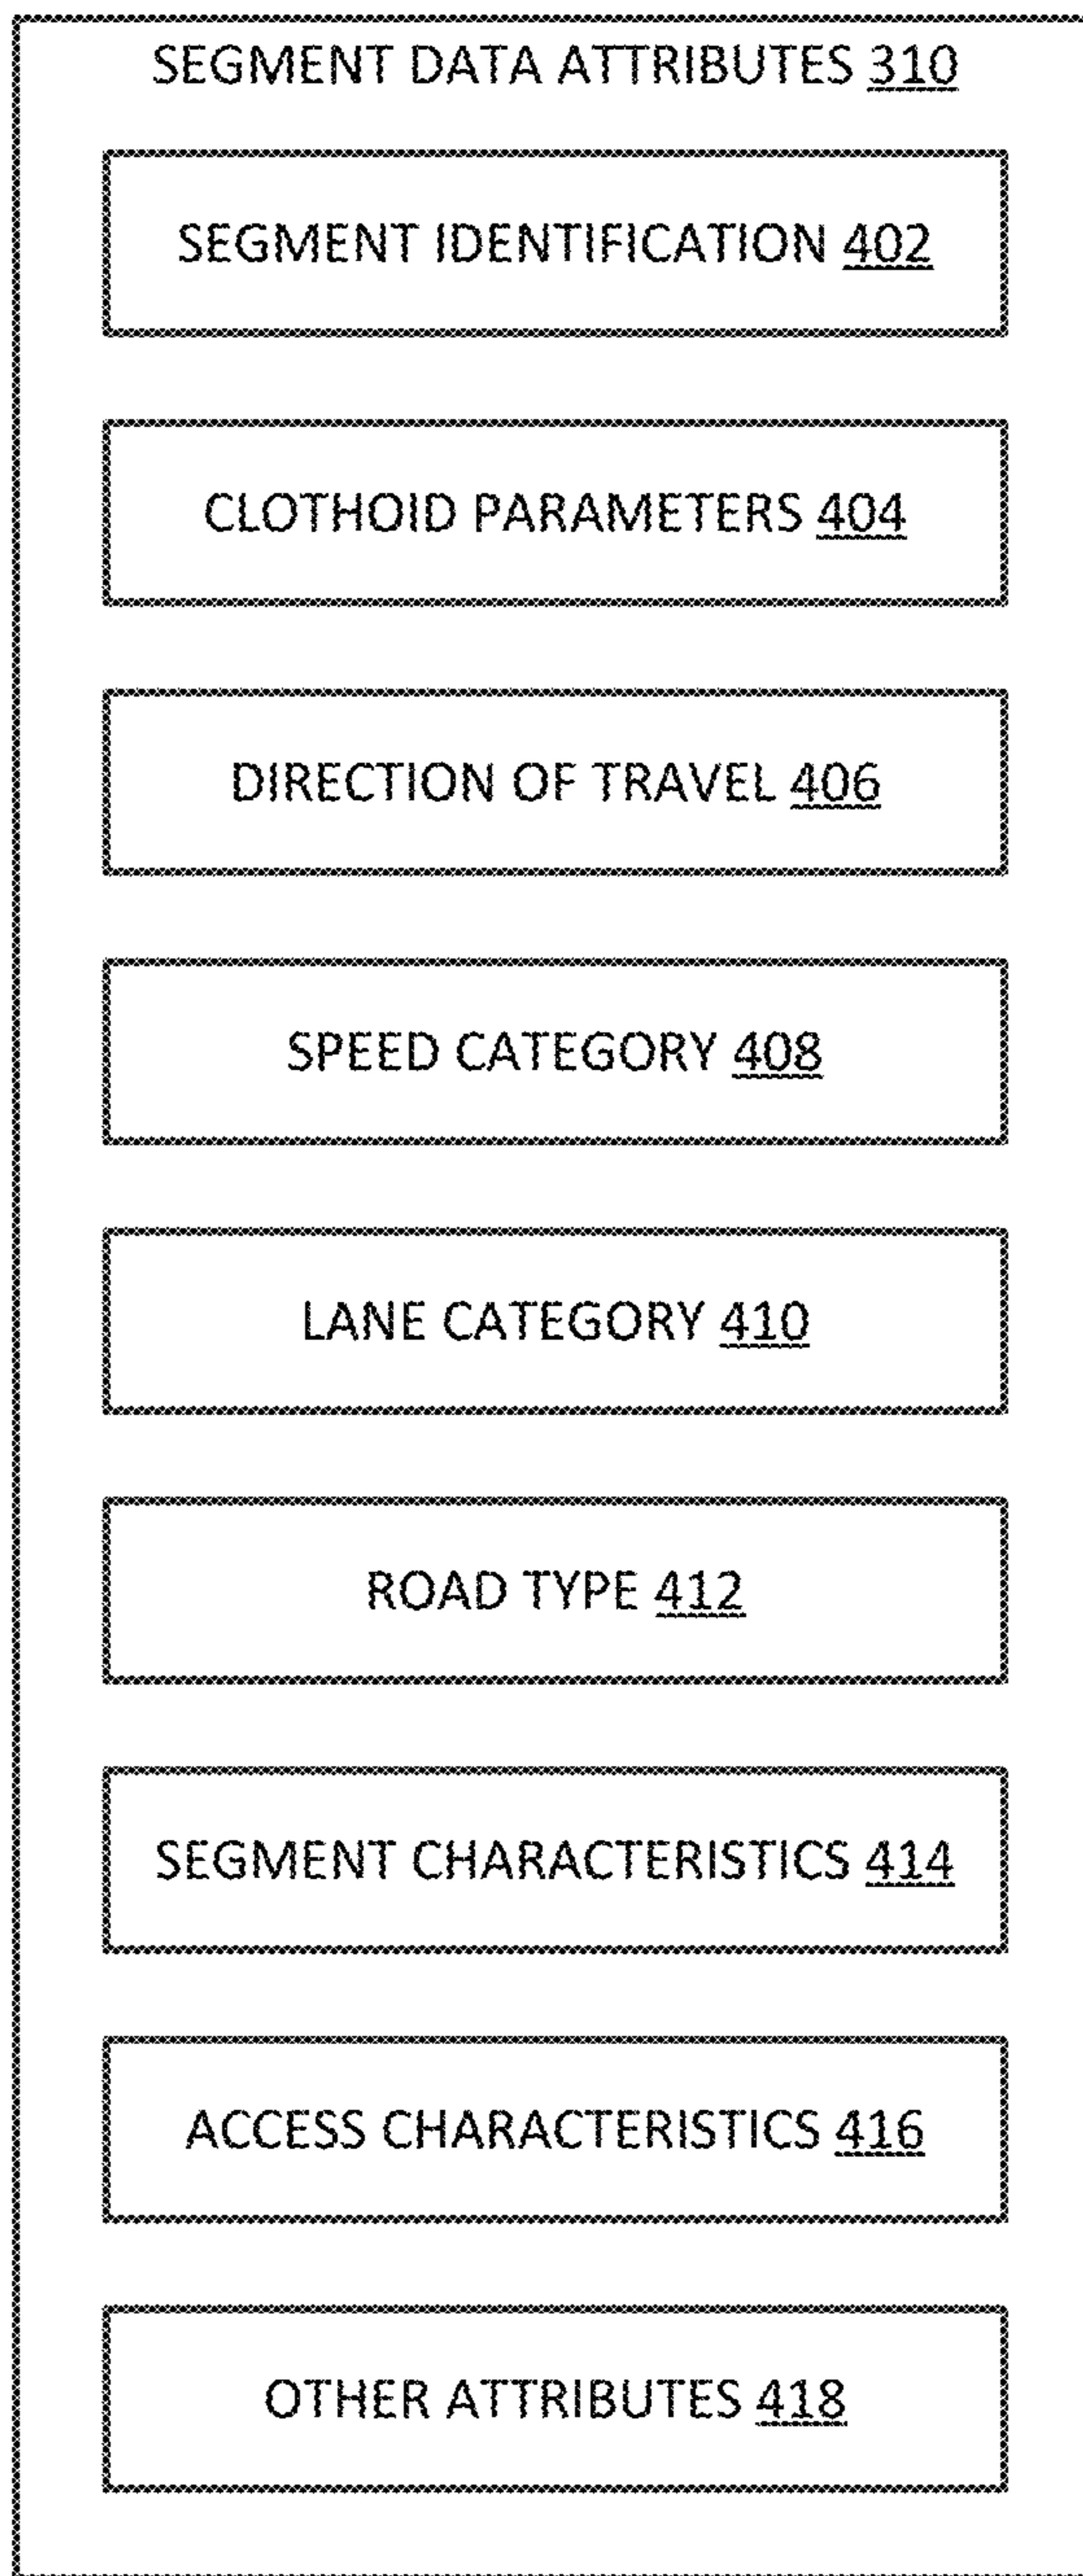 SEGMENT DATA ATTRIBUTES 310
SEGMENT IDENTIFICATION 402
CLOTHOID PARAMETERS 404
DIRECTION OF TRAVEL 406
SPEED CATEGORY 408
LANE CATEGORY 410
ROAD TYPE 412
SEGMENT CHARACTERISTICS 414
ACCESS CHARACTERISTICS 416
OTHER ATTRIBUTES 418